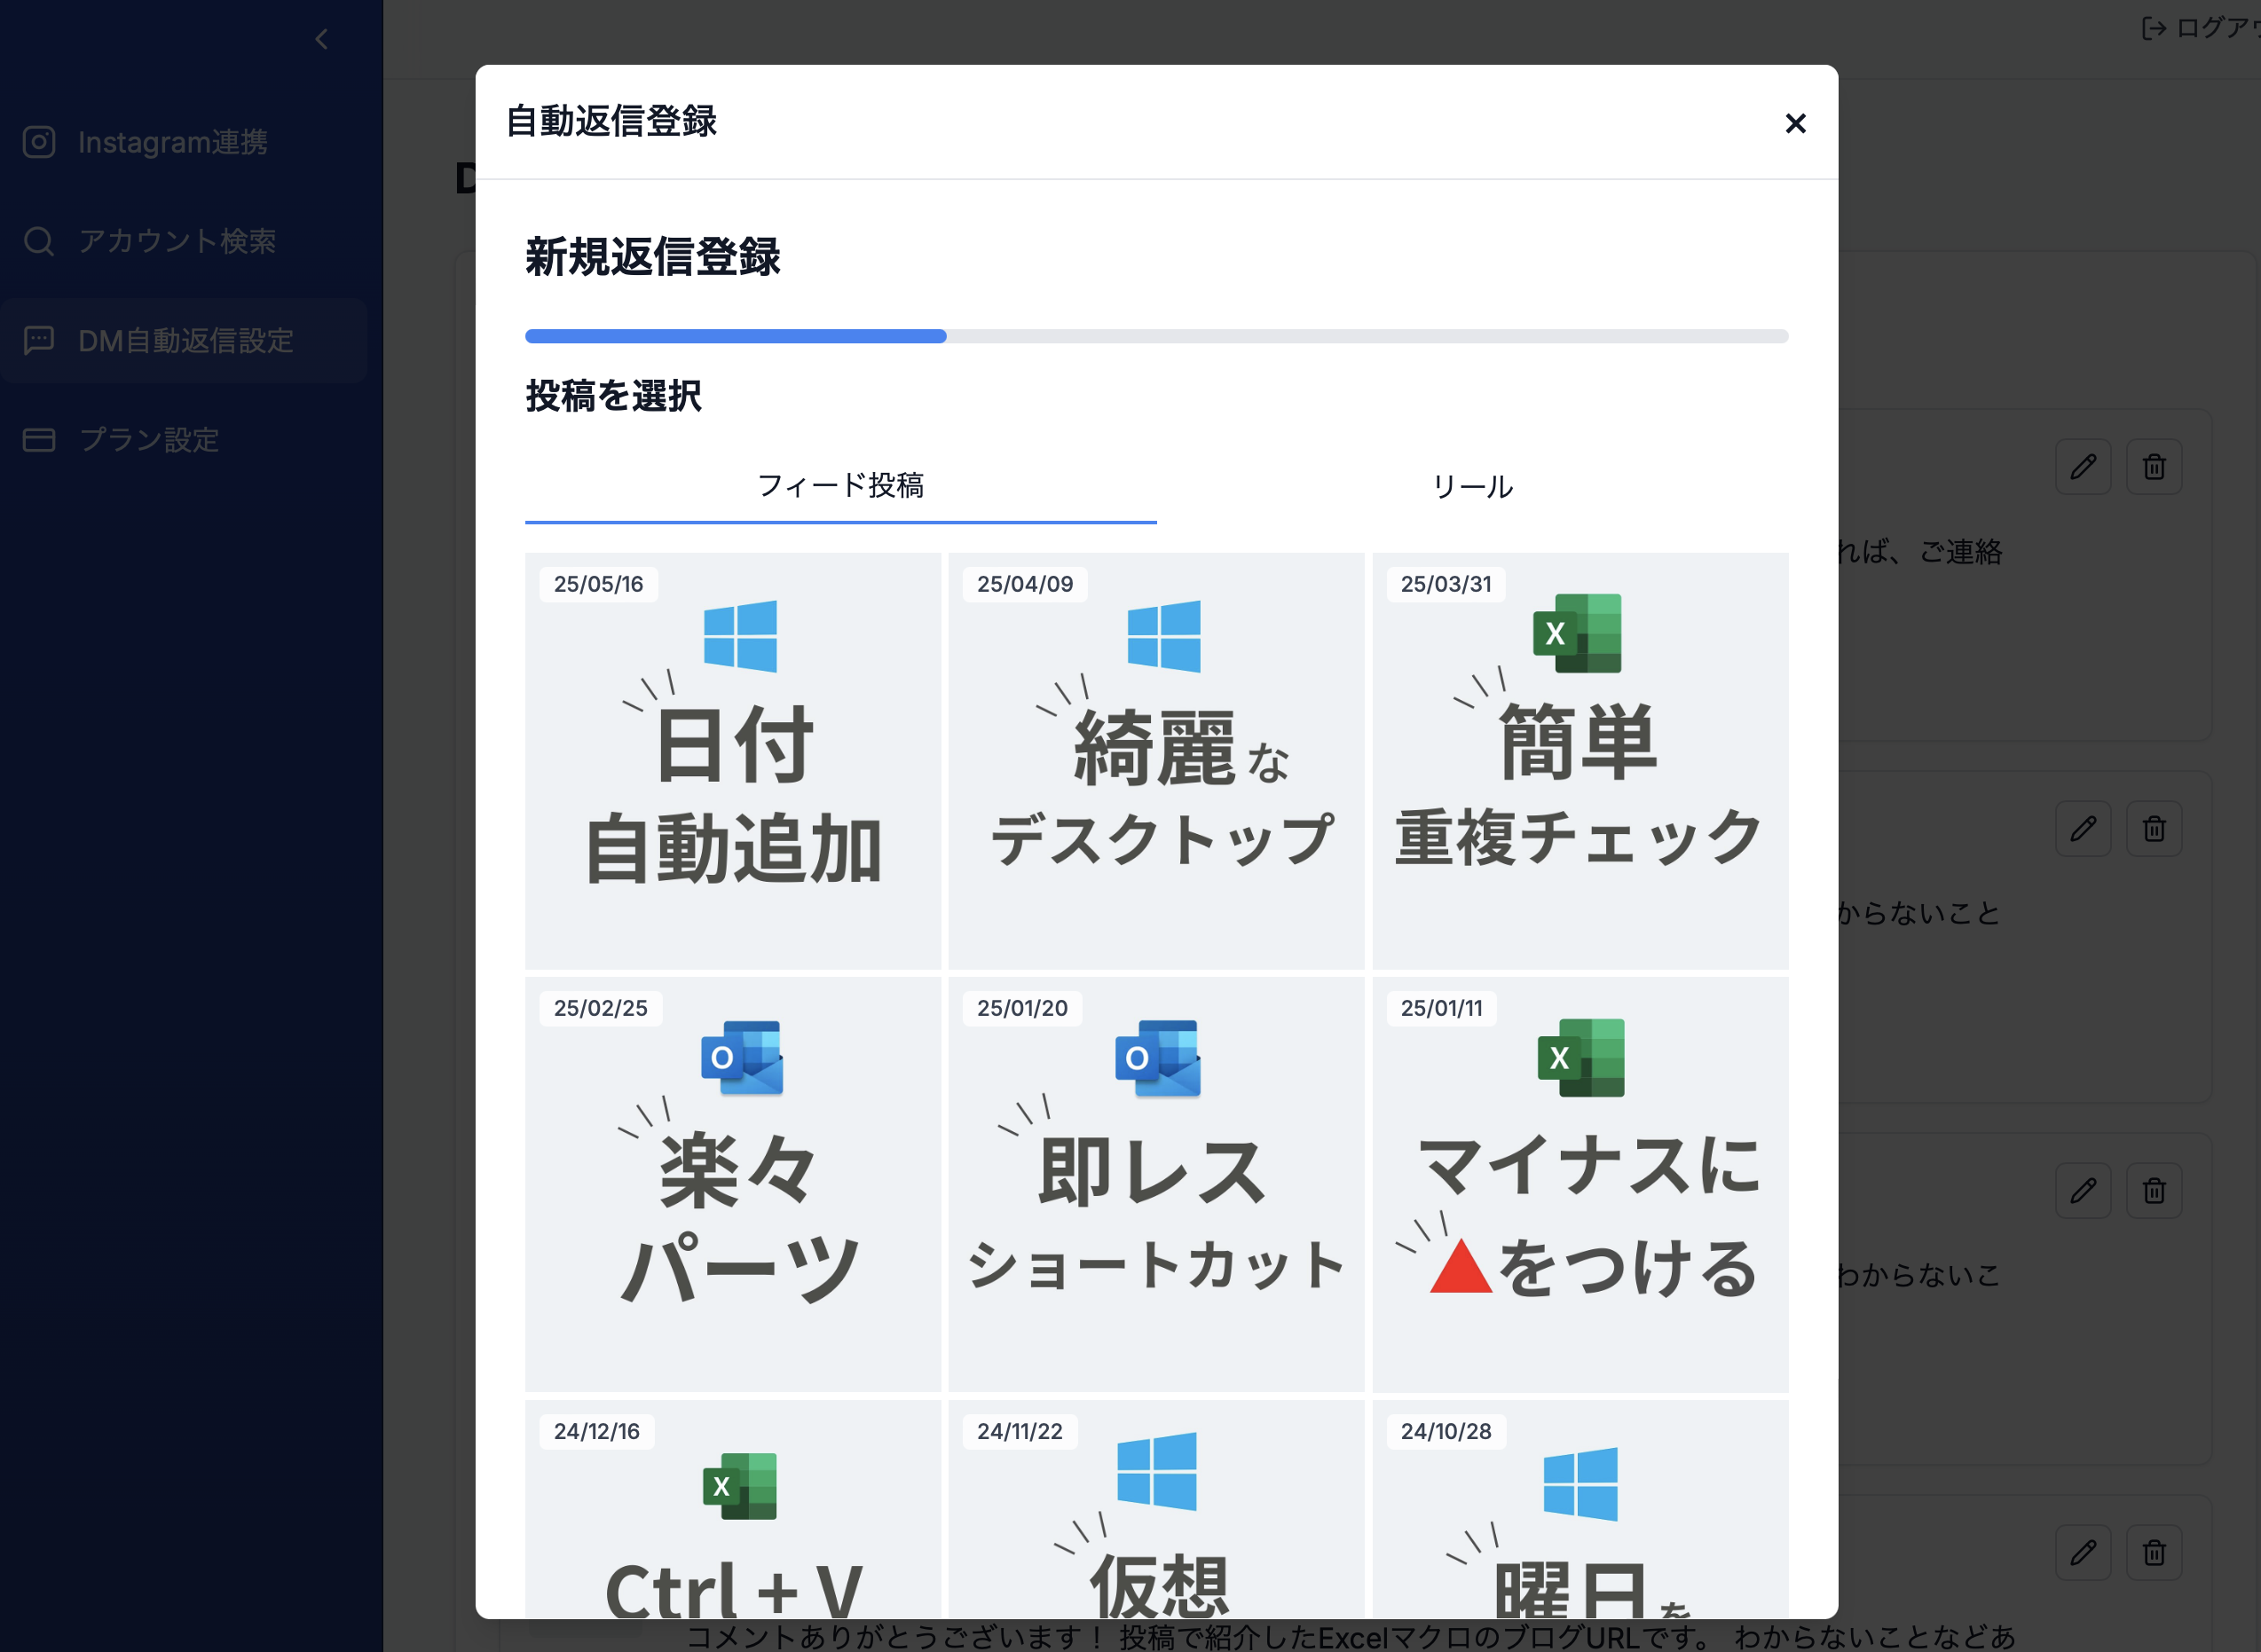 ログア
Instagram連携
アカウント検索
DM自動返信設定
プラン設定
自動返信登録
新規返信登録
投稿を選択
フィード投稿
リール
25/05/16
日付
自動追加
25/04/09
綺麗な
デスクトップ
25/03/31
X
簡単
重複チェック
25/02/25
O
楽々
パーツ
25/01/20
O
即レス
ショートカット
25/01/11
X
マイナスに
をつける
24/12/16
X
Ctrl + V
24/11/22
仮想
24/10/28
曜日を
れば、ご連絡
からないこと
わからないこ
コメントありがとうございます！ 投稿で紹介したExcelマクロのブログURLです。 わからないことなどあ